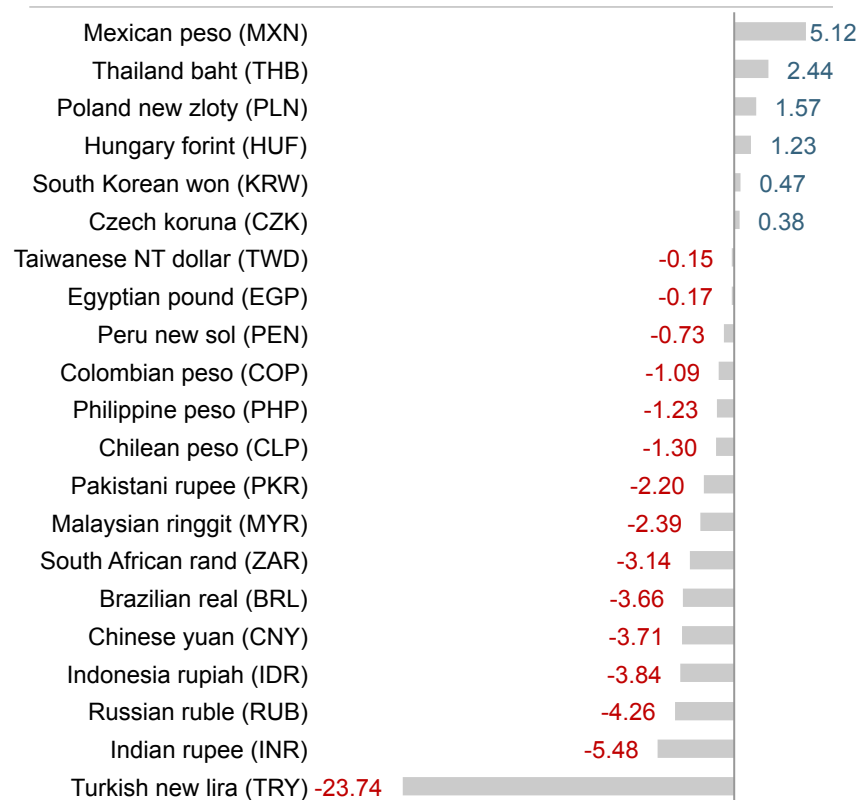 Mexican peso (MXN) 5.12
Thailand baht (THB) 2.44
Poland new zloty (PLN) 1.57
Hungary forint (HUF) 1.23
South Korean won (KRW) 0.47
Czech koruna (CZK) 0.38
Taiwanese NT dollar (TWD) -0.15
Egyptian pound (EGP) -0.17
Peru new sol (PEN) -0.73
Colombian peso (COP) -1.09
Philippine peso (PHP) -1.23
Chilean peso (CLP) -1.30
Pakistani rupee (PKR) -2.20
Malaysian ringgit (MYR) -2.39
South African rand (ZAR) -3.14
Brazilian real (BRL) -3.66
Chinese yuan (CNY) -3.71
Indonesia rupiah (IDR) -3.84
Russian ruble (RUB) -4.26
Indian rupee (INR) -5.48
Turkish new lira (TRY) -23.74